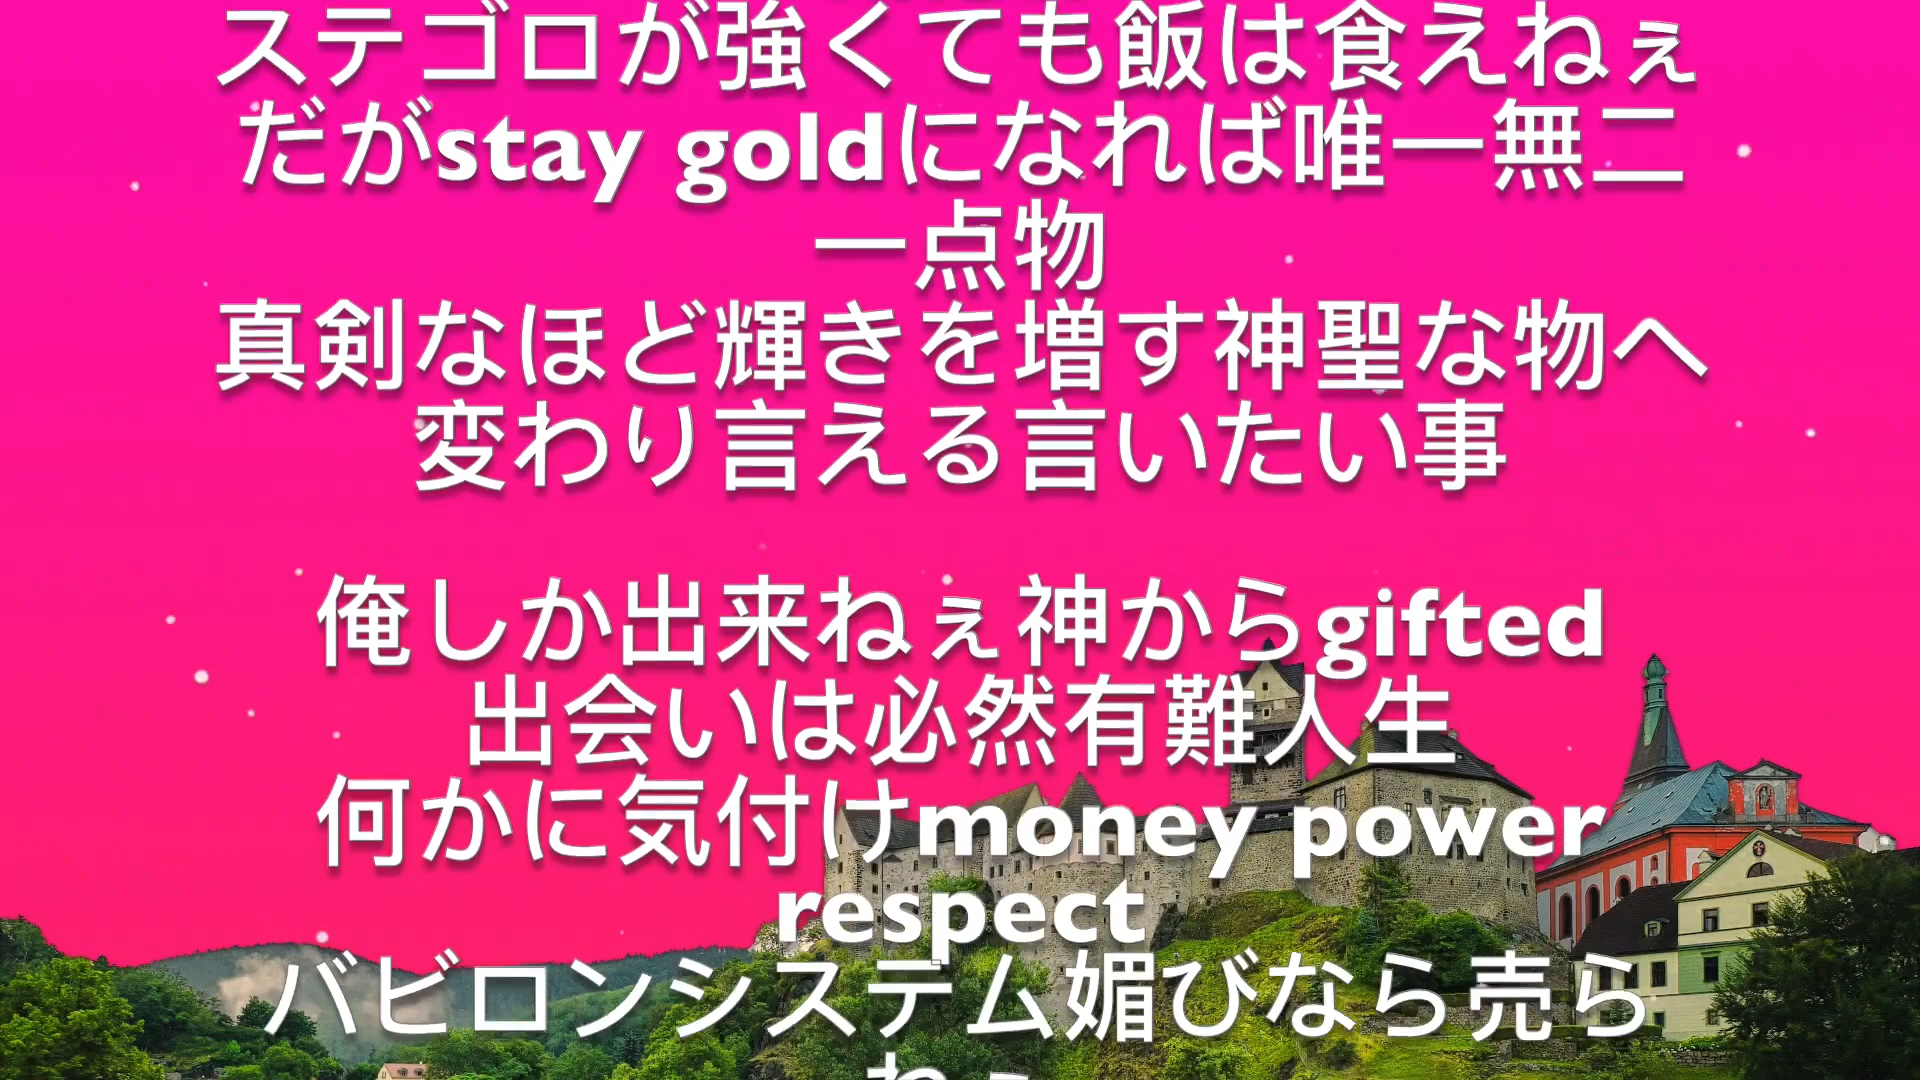 ステゴロが強くても飯は食えねぇ
だがstay goldになれば唯一無二
一点物
真剣なほど輝きを増す神聖な物へ
変わり言える言いたい事
俺しか出来ねぇ神からgifted
出会いは必然有難人生
何かに気付けmoney power
respect
バビロンシステム媚びなら売ら
ねぇ